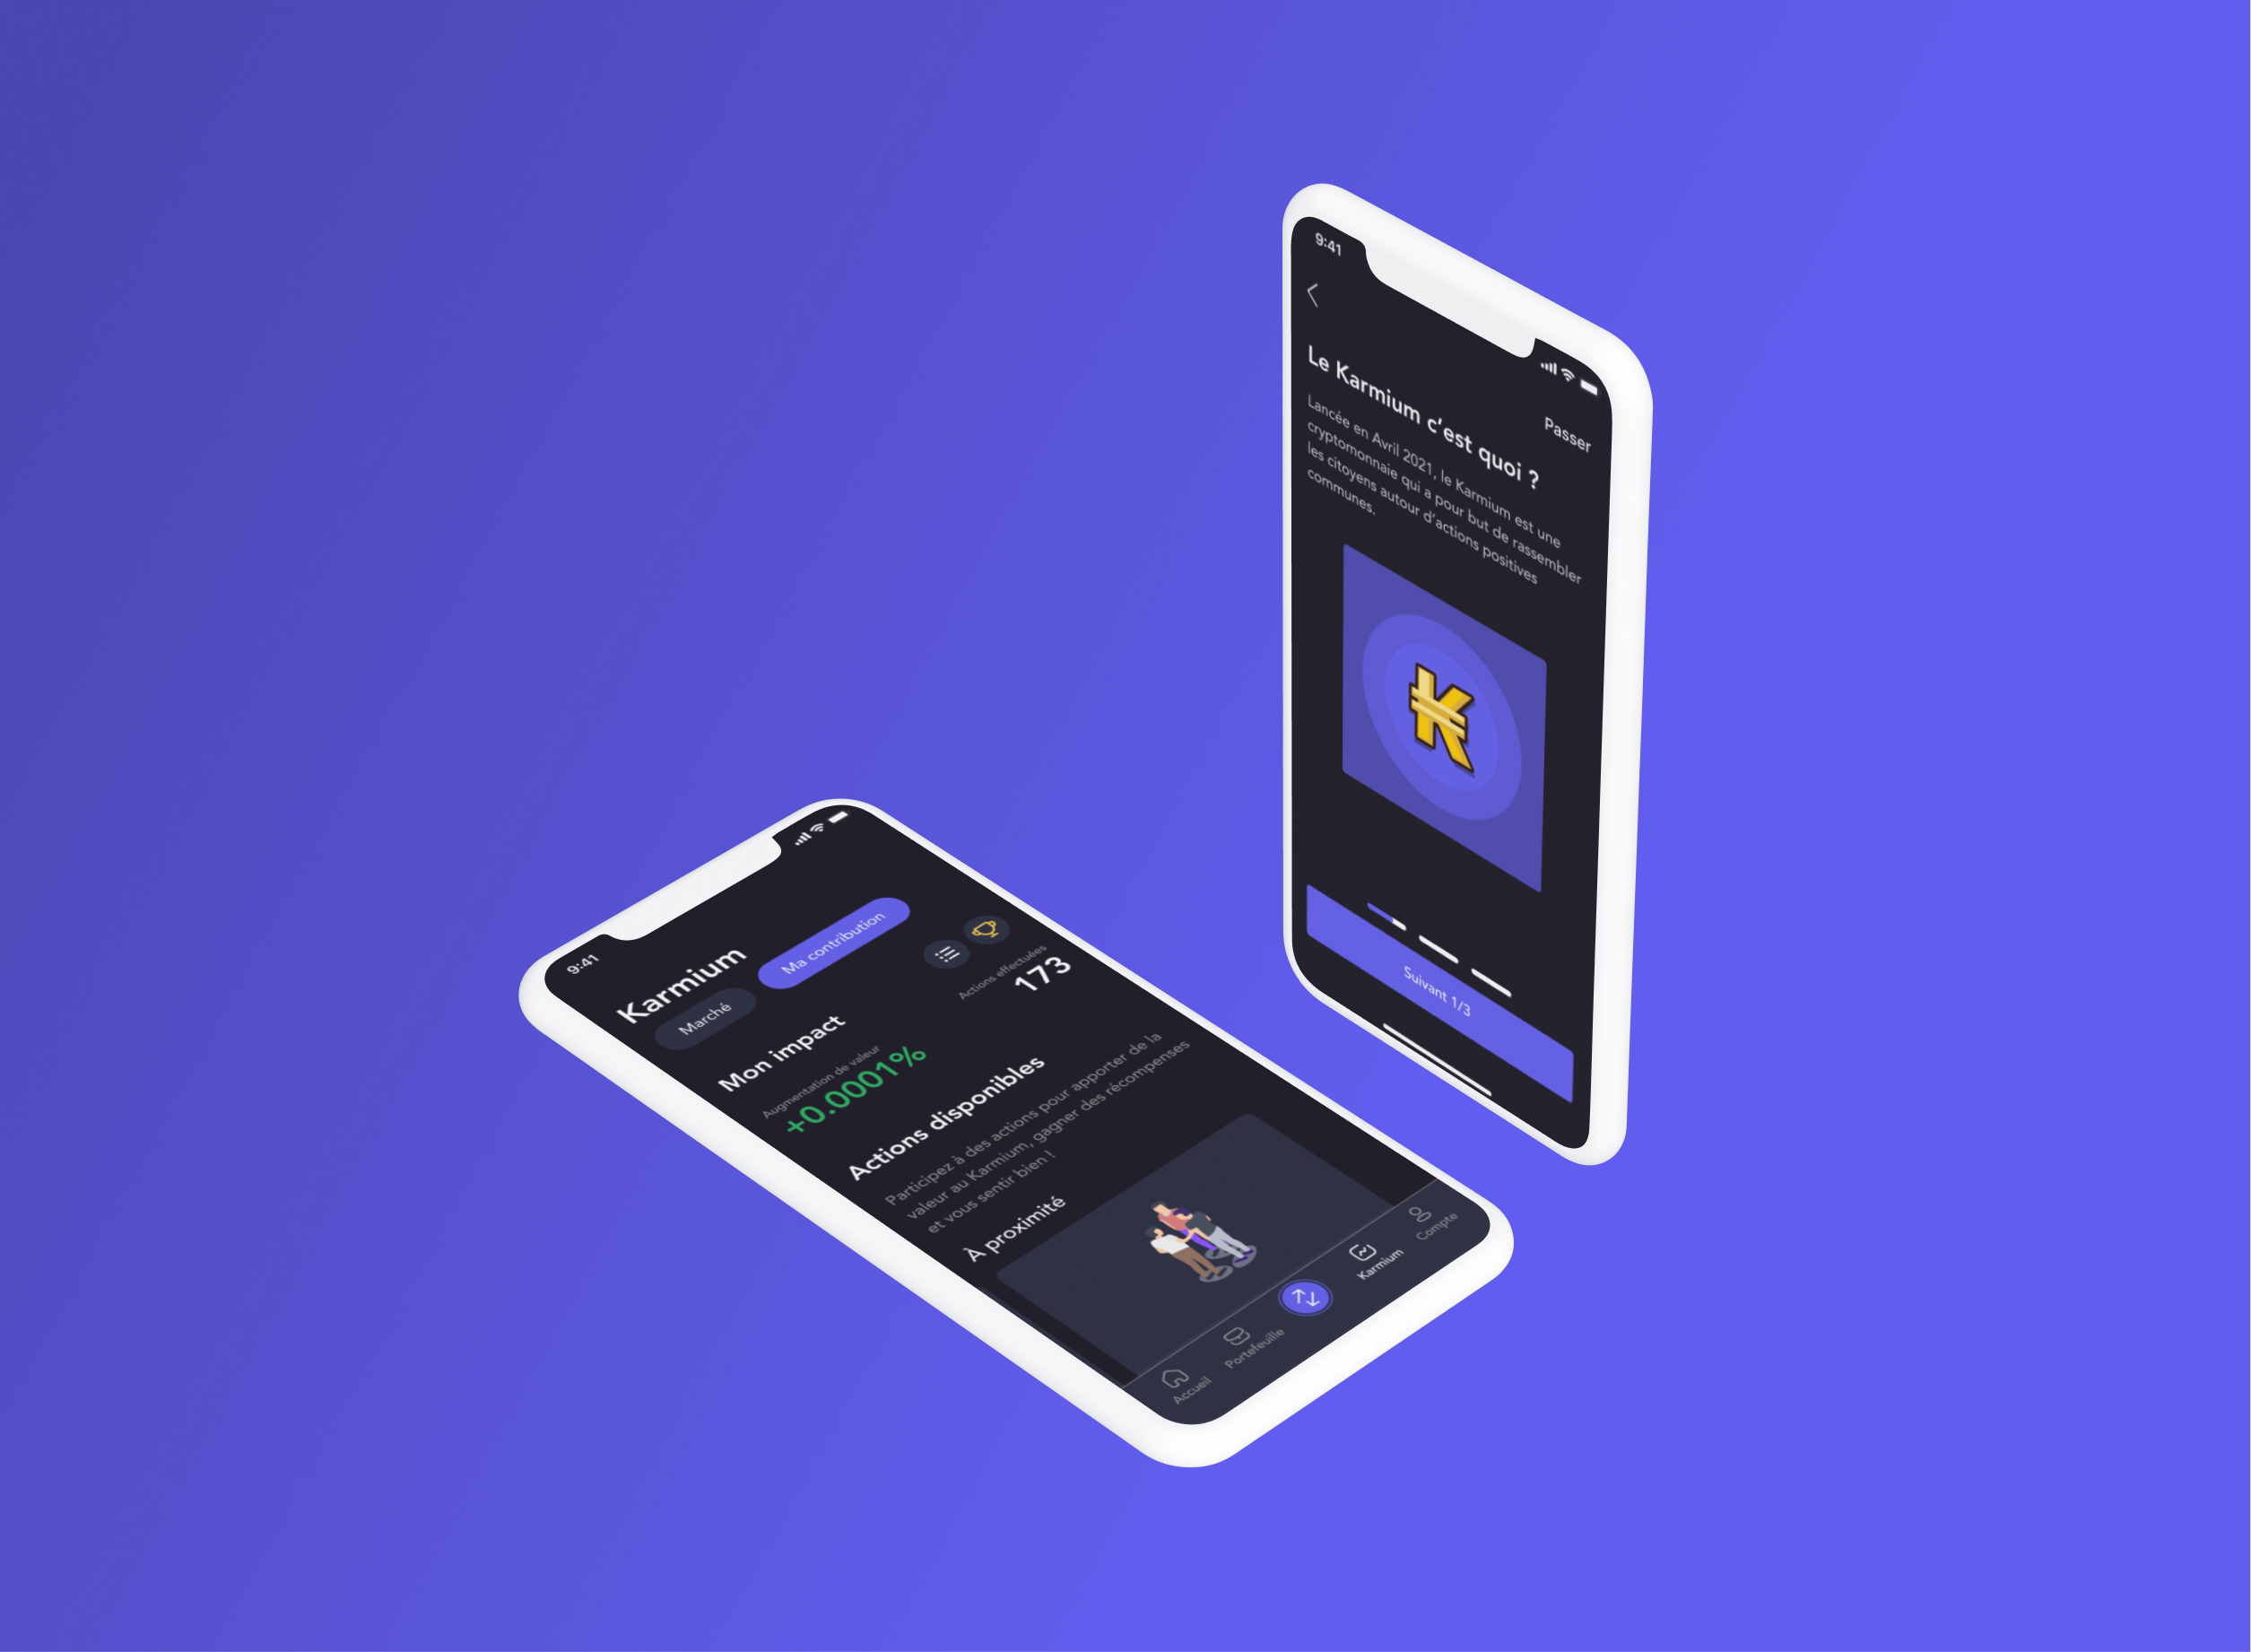 9:41
Karmium
Marché
Ma contribution
Mon impact
Augmentation de valeur
+0.0001%
Actions effectuées
173
Actions disponibles
Participez à des actions pour apporter de la
valeur au Karmium, gagner des récompenses
et vous sentir bien !
À proximité
Accueil
Portefeuille
Karmium
Compte
9:41
Passer
Le Karmium c'est quoi ?
Lancée en Avril 2021, le Karmium est une
cryptomonnaie qui a pour but de rassembler
les citoyens autour d'actions positives
communes.
Suivant 1/3